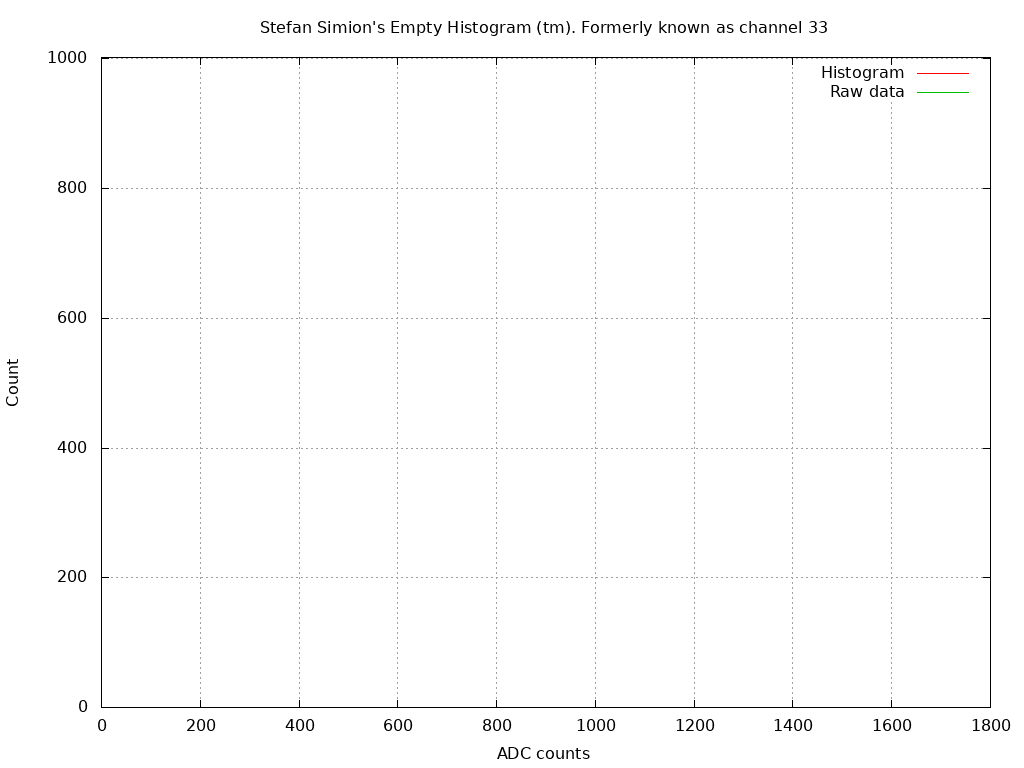 Stefan Simion's Empty Histogram (tm). Formerly known as channel 33
1000
Histogram
Raw data
800
600
Count
400
200
0
0 200 400 600 800 1000 1200 1400 1600 1800
ADC counts